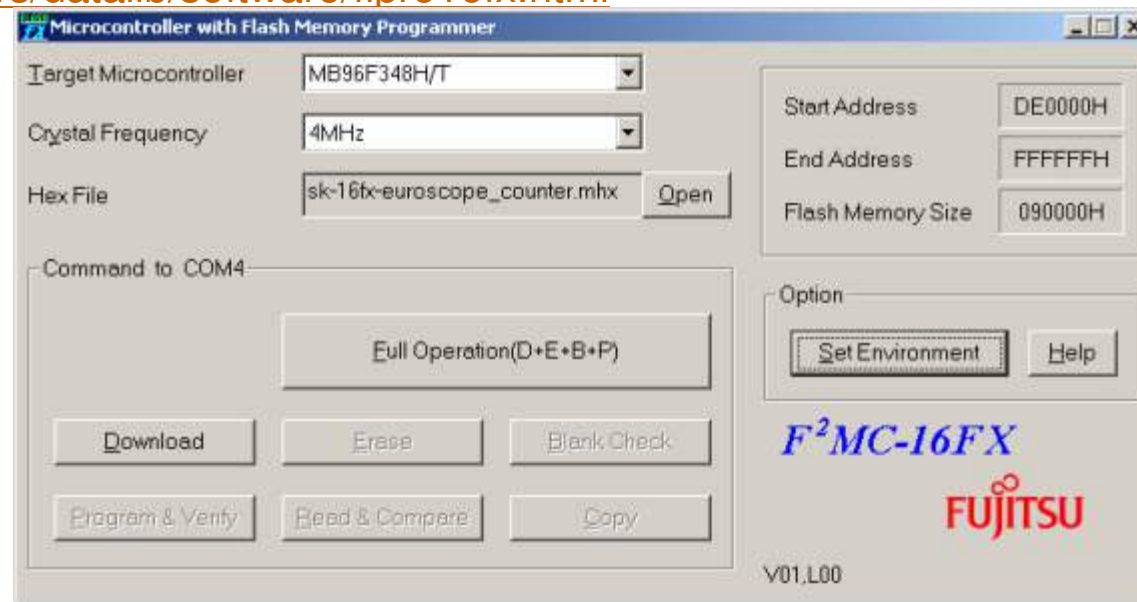 Microcontroller with Flash Memory Programmer
Target Microcontroller MB96F348H/T
Crystal Frequency 4MHz
Hex File sk-16fx-euroscope_counter.mhx Open
Start Address DE0000H
End Address FFFFFFH
Flash Memory Size 090000H
Command to COM4
Full Operation(D+E+B+P)
Download Erase Blank Check
Program & Verify Read & Compare Copy
Option
Set Environment Help
F²MC-16FX
FUJITSU
V01,L00